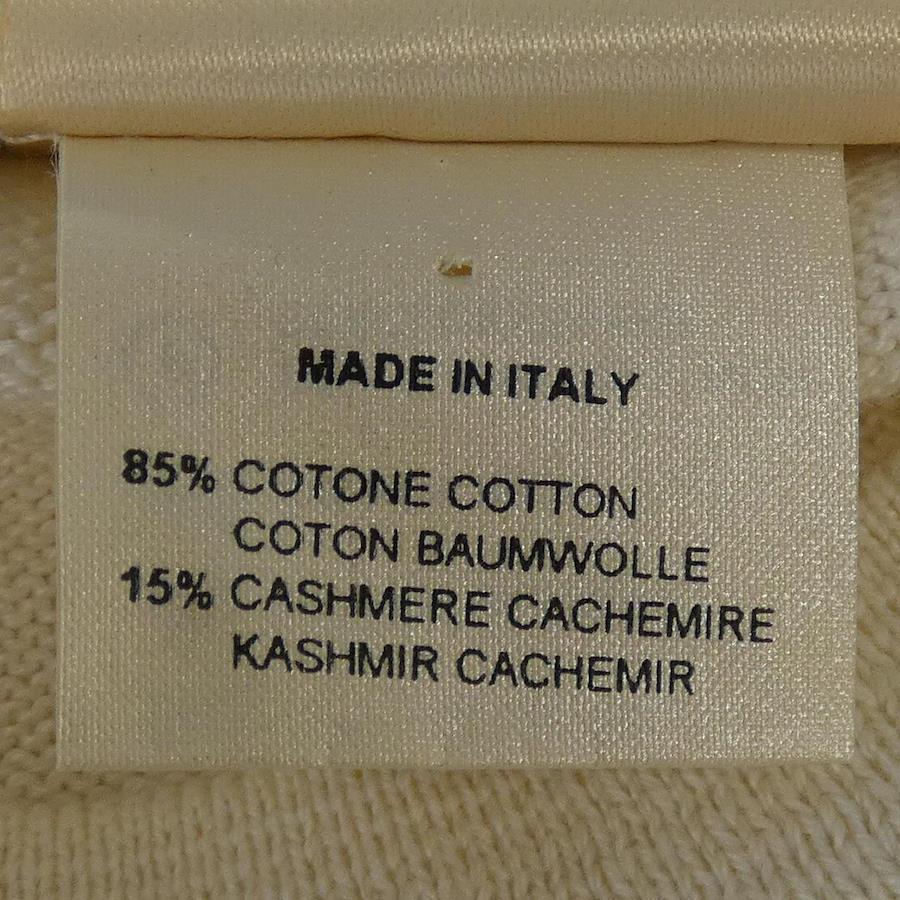 MADE IN ITALY
85% COTONE COTTON
COTON BAUMWOLLE
15% CASHMERE CACHEMIRE
KASHMIR CACHEMIR